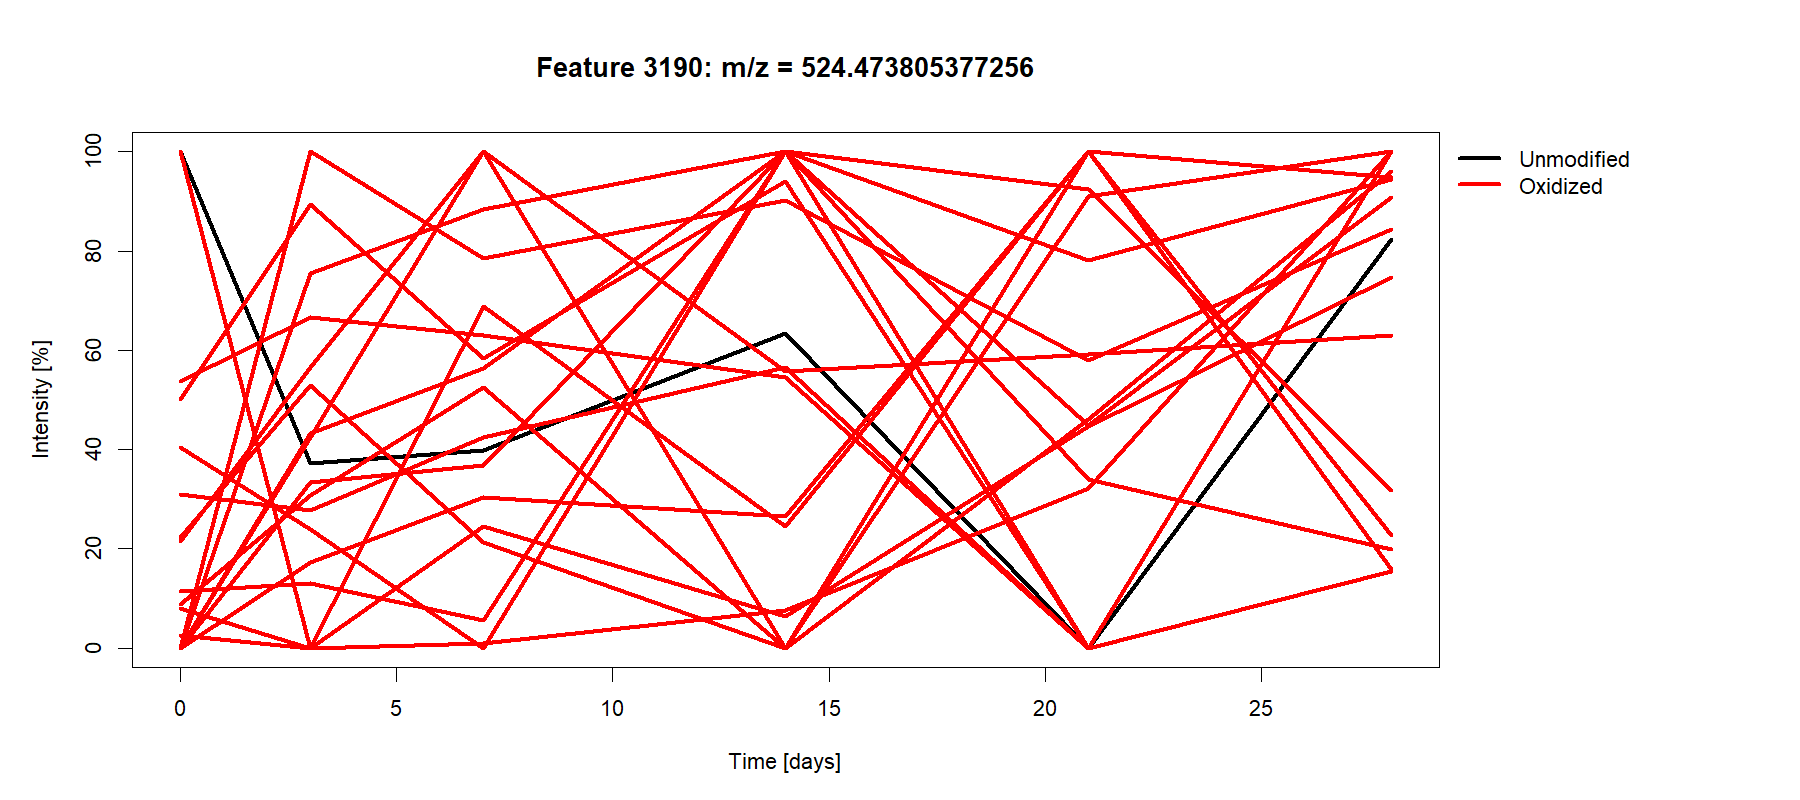 Feature 3190: m/z = 524.473805377256
Unmodified
Oxidized
Intensity [%]
100
80
60
40
20
0
0 5 10 15 20 25
Time [days]